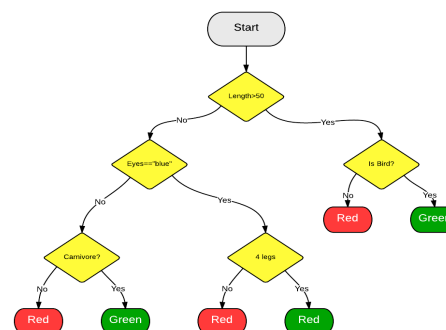 Start
Length>50
No
Yes
Eyes=="blue"
Is Bird?
No
Yes
No
Yes
Red
Green
Carnivore?
4 legs
No
Yes
No
Yes
Red
Green
Red
Red